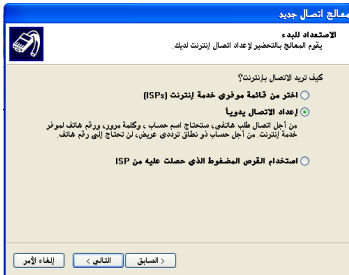 معالج اتصال جديد
الاستعداد للبدء
يقوم المعالج بالتحضير لإعداد اتصال إنترنت لديك.
كيف تريد الاتصال بإنترنت؟
اختر من قائمة موفري خدمة إنترنت (ISPs)
إعداد الاتصال يدوياً
من أجل اتصال طلب هاتفي، ستحتاج اسم حساب، وكلمة مرور، ورقم هاتف لموفر
خدمة إنترنت. من أجل حساب ذو نطاق ترددي عريض، لن تحتاج إلى رقم هاتف.
استخدام القرص المضغوط الذي حصلت عليه من ISP
< السابق
التالي >
إلغاء الأمر